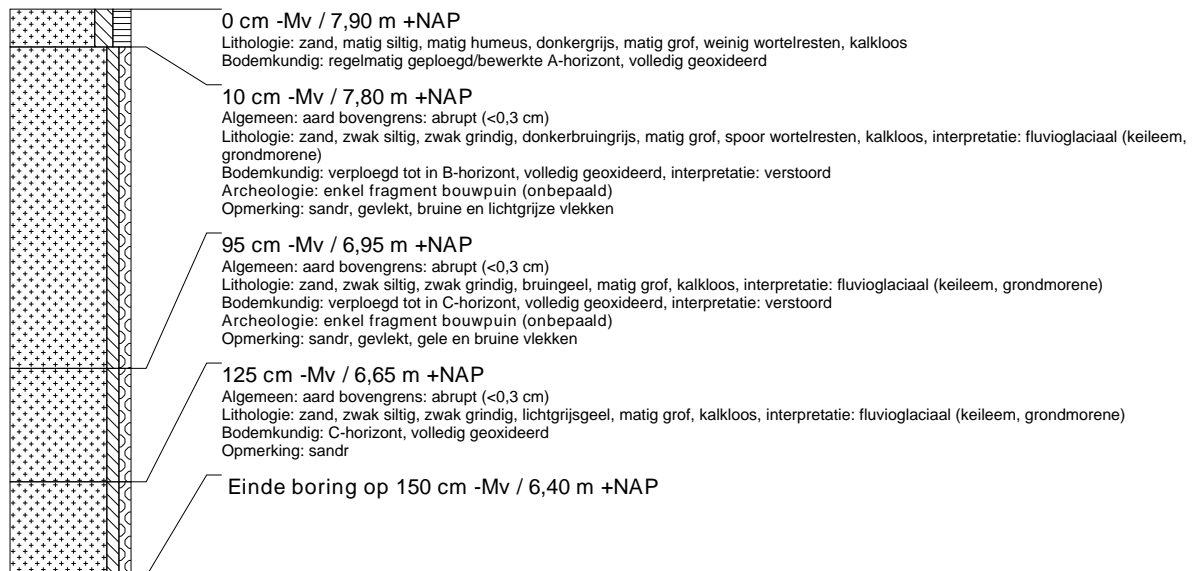 0 cm -Mv / 7,90 m +NAP
Lithologie: zand, matig siltig, matig humeus, donkergrijs, matig grof, weinig wortelresten, kalkloos
Bodemkundig: regelmatig geploegd/bewerkte A-horizont, volledig geoxideerd
10 cm -Mv / 7,80 m +NAP
Algemeen: aard bovengrens: abrupt (<0,3 cm)
Lithologie: zand, zwak siltig, zwak grindig, donkerbruingrijs, matig grof, spoor wortelresten, kalkloos, interpretatie: fluvioglaciaal (keileem,
grondmorene)
Bodemkundig: verploegd tot in B-horizont, volledig geoxideerd, interpretatie: verstoord
Archeologie: enkel fragment bouwpuin (onbepaald)
Opmerking: sandr, gevlekt, bruine en lichtgrijze vlekken
95 cm -Mv / 6,95 m +NAP
Algemeen: aard bovengrens: abrupt (<0,3 cm)
Lithologie: zand, zwak siltig, zwak grindig, bruingeel, matig grof, kalkloos, interpretatie: fluvioglaciaal (keileem, grondmorene)
Bodemkundig: verploegd tot in C-horizont, volledig geoxideerd, interpretatie: verstoord
Archeologie: enkel fragment bouwpuin (onbepaald)
Opmerking: sandr, gevlekt, gele en bruine vlekken
125 cm -Mv / 6,65 m +NAP
Algemeen: aard bovengrens: abrupt (<0,3 cm)
Lithologie: zand, zwak siltig, zwak grindig, lichtgrijsgeel, matig grof, kalkloos, interpretatie: fluvioglaciaal (keileem, grondmorene)
Bodemkundig: C-horizont, volledig geoxideerd
Opmerking: sandr
Einde boring op 150 cm -Mv / 6,40 m +NAP